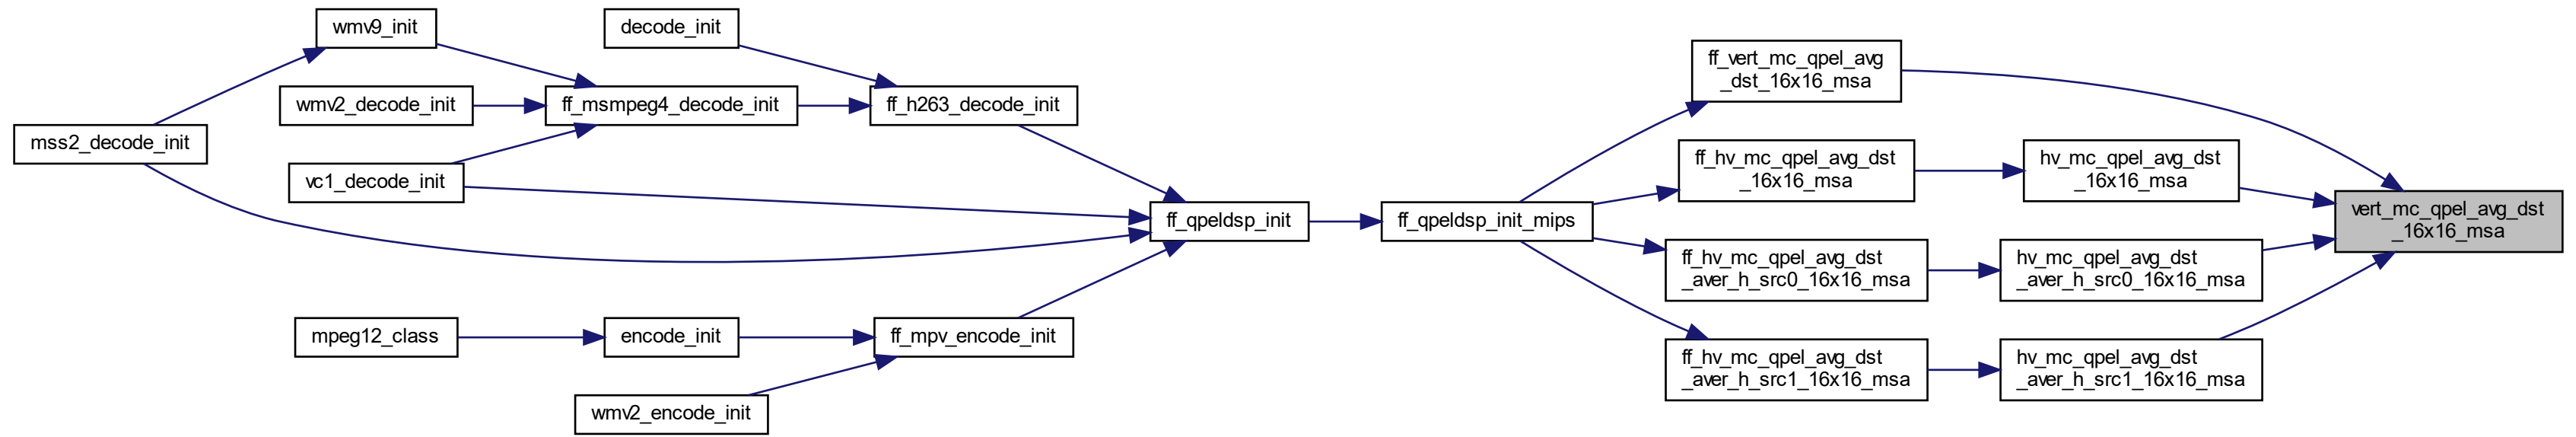 wmv9_init
decode_init
ff_vert_mc_qpel_avg
_dst_16x16_msa
wmv2_decode_init
ff_msmpeg4_decode_init
ff_h263_decode_init
mss2_decode_init
vc1_decode_init
ff_hv_mc_qpel_avg_dst
_16x16_msa
hv_mc_qpel_avg_dst
_16x16_msa
ff_qpeldsp_init
ff_qpeldsp_init_mips
vert_mc_qpel_avg_dst
_16x16_msa
ff_hv_mc_qpel_avg_dst
_aver_h_src0_16x16_msa
hv_mc_qpel_avg_dst
_aver_h_src0_16x16_msa
mpeg12_class
encode_init
ff_mpv_encode_init
ff_hv_mc_qpel_avg_dst
_aver_h_src1_16x16_msa
hv_mc_qpel_avg_dst
_aver_h_src1_16x16_msa
wmv2_encode_init